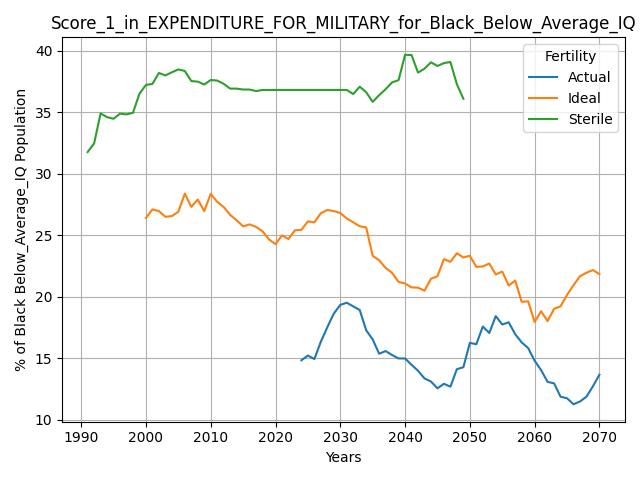 Score_1_in_EXPENDITURE_FOR_MILITARY_for_Black_Below_Average_IQ
% of Black Below_Average_IQ Population
40
35
30
25
20
15
10
Fertility
Actual
Ideal
Sterile
1990 2000 2010 2020 2030 2040 2050 2060 2070
Years